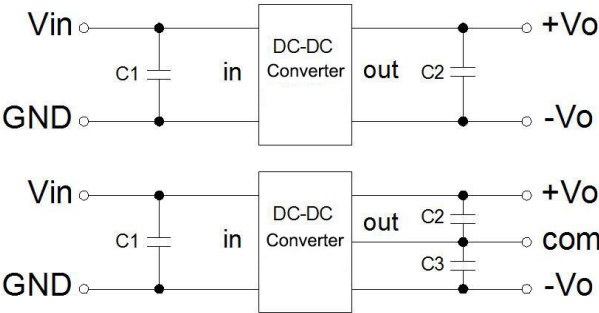 Vin
+Vo
DC-DC
Converter
C1
in
out
C2
GND
-Vo
Vin
+Vo
DC-DC
Converter
C1
in
out
C2
com
C3
GND
-Vo